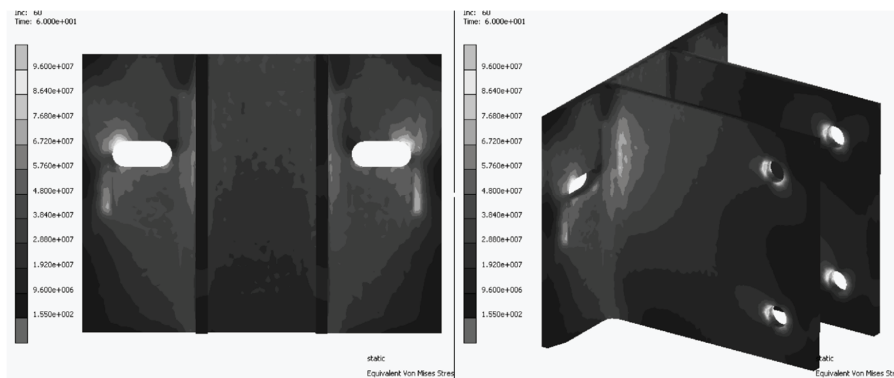 Inc: 60
Time: 6.000e+001
9.600e+007
8.640e+007
7.680e+007
6.720e+007
5.760e+007
4.800e+007
3.840e+007
2.880e+007
1.920e+007
9.600e+006
1.550e+002
static
Equivalent Von Mises Stres
Inc: 60
Time: 6.000e+001
9.600e+007
8.640e+007
7.680e+007
6.720e+007
5.760e+007
4.800e+007
3.840e+007
2.880e+007
1.920e+007
9.600e+006
1.550e+002
static
Equivalent Von Mises Stre